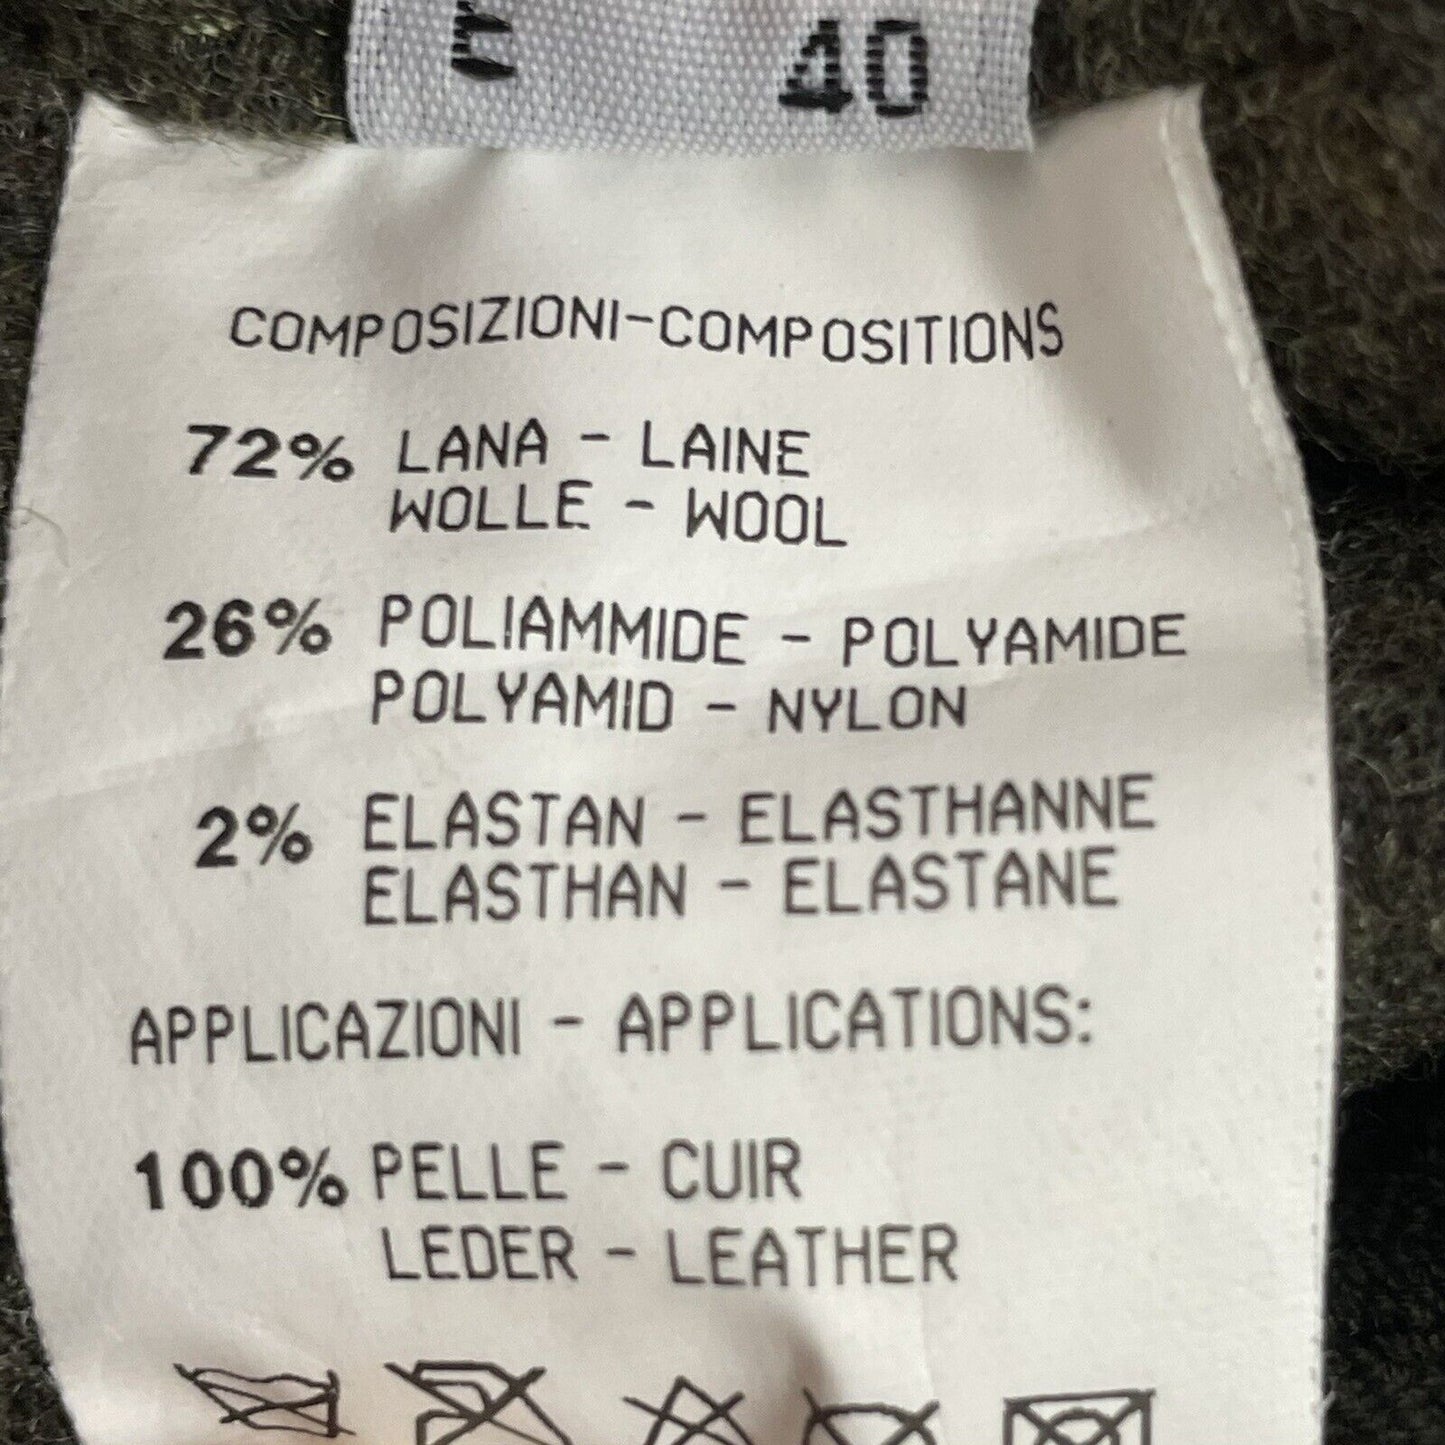 40
COMPOSIZIONI-COMPOSITIONS
72% LANA - LAINE
WOLLE - WOOL
26% POLIAMMIDE - POLYAMIDE
POLYAMID - NYLON
2% ELASTAN - ELASTHANNE
ELASTHAN - ELASTANE
APPLICAZIONI - APPLICATIONS:
100% PELLE - CUIR
LEDER - LEATHER